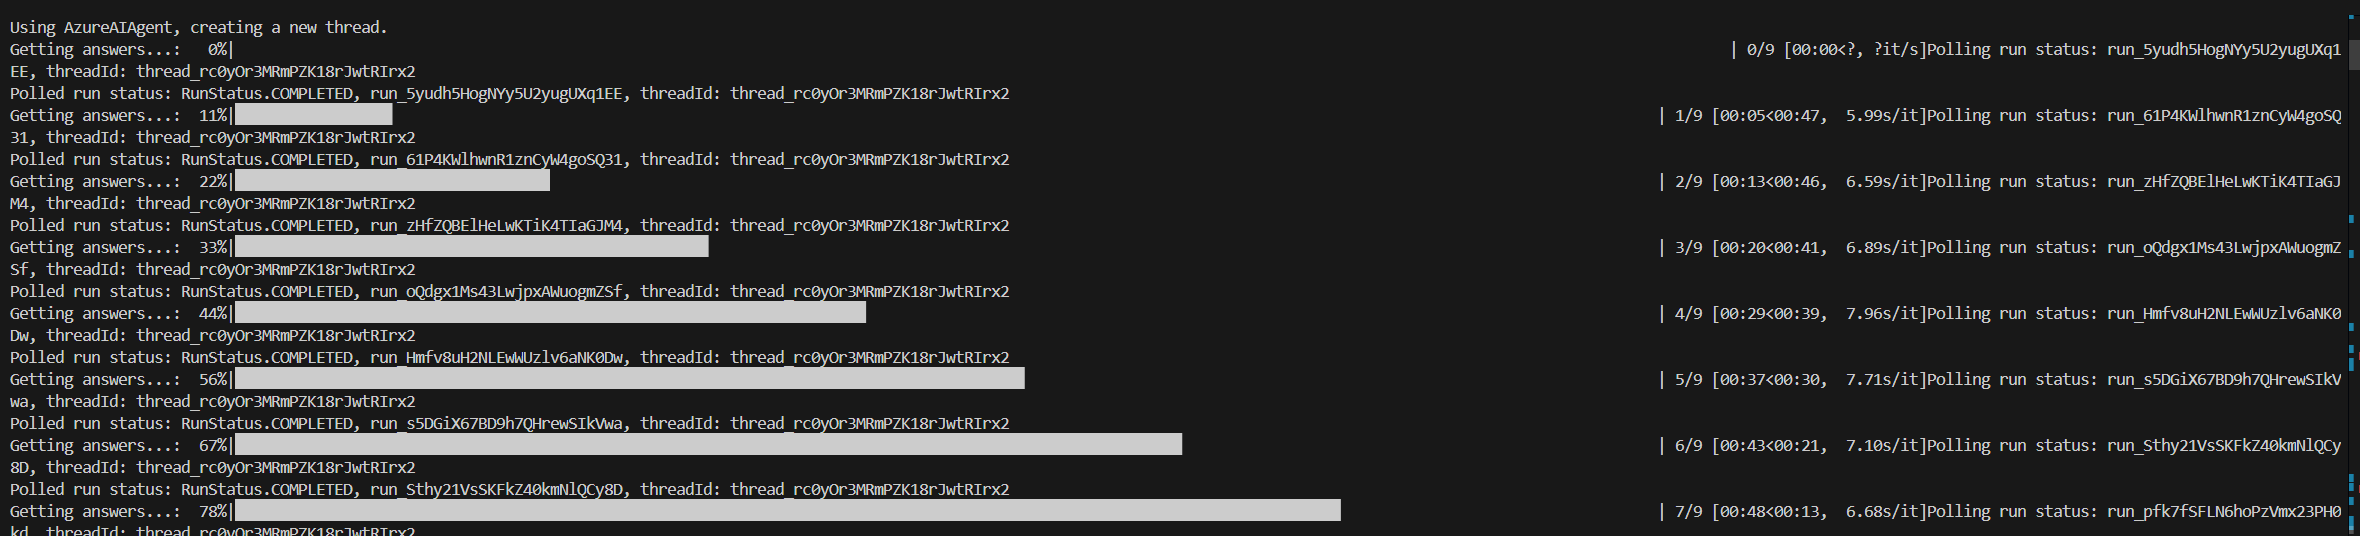 Using AzureAIAgent, creating a new thread.
Getting answers...:   0%|          | 0/9 [00:00<?, ?it/s]Polling run status: run_5yudh5HogNYy5U2yugUXq1
EE, threadId: thread_rc0yOr3MRmPZK18rJwtRIrx2
Polled run status: RunStatus.COMPLETED, run_5yudh5HogNYy5U2yugUXq1EE, threadId: thread_rc0yOr3MRmPZK18rJwtRIrx2
Getting answers...:  11%|          | 1/9 [00:05<00:47,  5.99s/it]Polling run status: run_61P4KWlhwnR1znCyW4goSQ
31, threadId: thread_rc0yOr3MRmPZK18rJwtRIrx2
Polled run status: RunStatus.COMPLETED, run_61P4KWlhwnR1znCyW4goSQ31, threadId: thread_rc0yOr3MRmPZK18rJwtRIrx2
Getting answers...:  22%|          | 2/9 [00:13<00:46,  6.59s/it]Polling run status: run_zHfZQBElHeLwKTiK4TIaGJ
M4, threadId: thread_rc0yOr3MRmPZK18rJwtRIrx2
Polled run status: RunStatus.COMPLETED, run_zHfZQBElHeLwKTiK4TIaGJM4, threadId: thread_rc0yOr3MRmPZK18rJwtRIrx2
Getting answers...:  33%|          | 3/9 [00:20<00:41,  6.89s/it]Polling run status: run_oQdgx1Ms43LwjpxAWuogmZ
Sf, threadId: thread_rc0yOr3MRmPZK18rJwtRIrx2
Polled run status: RunStatus.COMPLETED, run_oQdgx1Ms43LwjpxAWuogmZSf, threadId: thread_rc0yOr3MRmPZK18rJwtRIrx2
Getting answers...:  44%|          | 4/9 [00:29<00:39,  7.96s/it]Polling run status: run_Hmfv8uH2NLEwWUzlv6aNK0
Dw, threadId: thread_rc0yOr3MRmPZK18rJwtRIrx2
Polled run status: RunStatus.COMPLETED, run_Hmfv8uH2NLEwWUzlv6aNK0Dw, threadId: thread_rc0yOr3MRmPZK18rJwtRIrx2
Getting answers...:  56%|          | 5/9 [00:37<00:30,  7.71s/it]Polling run status: run_s5DGiX67BD9h7QHrewSIkV
wa, threadId: thread_rc0yOr3MRmPZK18rJwtRIrx2
Polled run status: RunStatus.COMPLETED, run_s5DGiX67BD9h7QHrewSIkVwa, threadId: thread_rc0yOr3MRmPZK18rJwtRIrx2
Getting answers...:  67%|          | 6/9 [00:43<00:21,  7.10s/it]Polling run status: run_Sthy21VsSKFkZ40kmNlQCy
8D, threadId: thread_rc0yOr3MRmPZK18rJwtRIrx2
Polled run status: RunStatus.COMPLETED, run_Sthy21VsSKFkZ40kmNlQCy8D, threadId: thread_rc0yOr3MRmPZK18rJwtRIrx2
Getting answers...:  78%|          | 7/9 [00:48<00:13,  6.68s/it]Polling run status: run_pfk7fSFLN6hoPzVmx23PH0
kd, threadId: thread_rc0yOr3MRmPZK18rJwtRIrx2